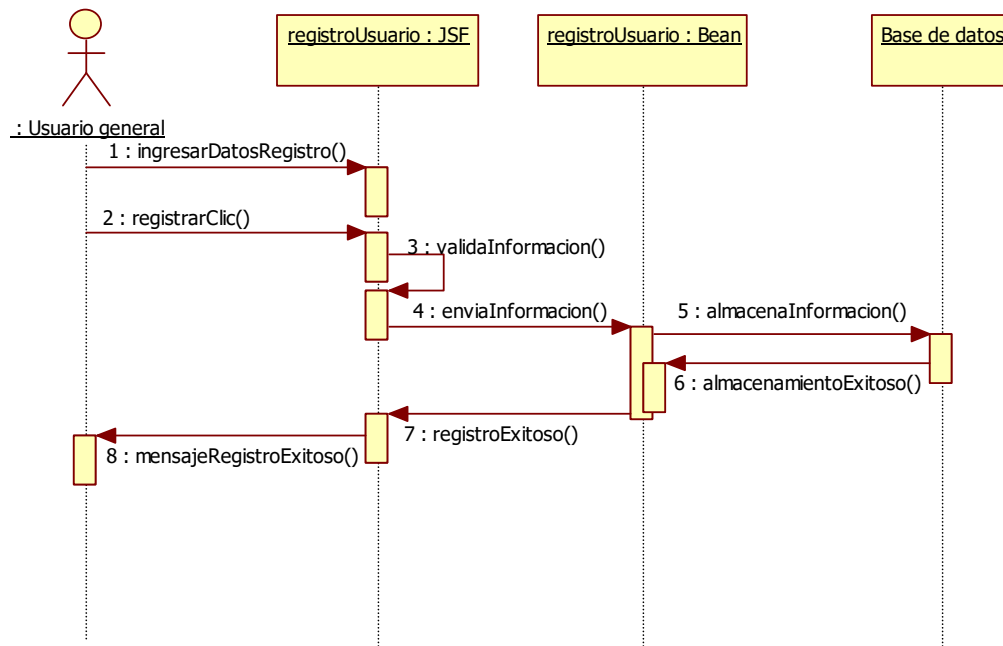 registroUsuario : JSF
registroUsuario : Bean
Base de datos
: Usuario general
1 : ingresarDatosRegistro()
2 : registrarClic()
3 : validaInformacion()
4 : enviaInformacion()
5 : almacenaInformacion()
6 : almacenamientoExitoso()
7 : registroExitoso()
8 : mensajeRegistroExitoso()